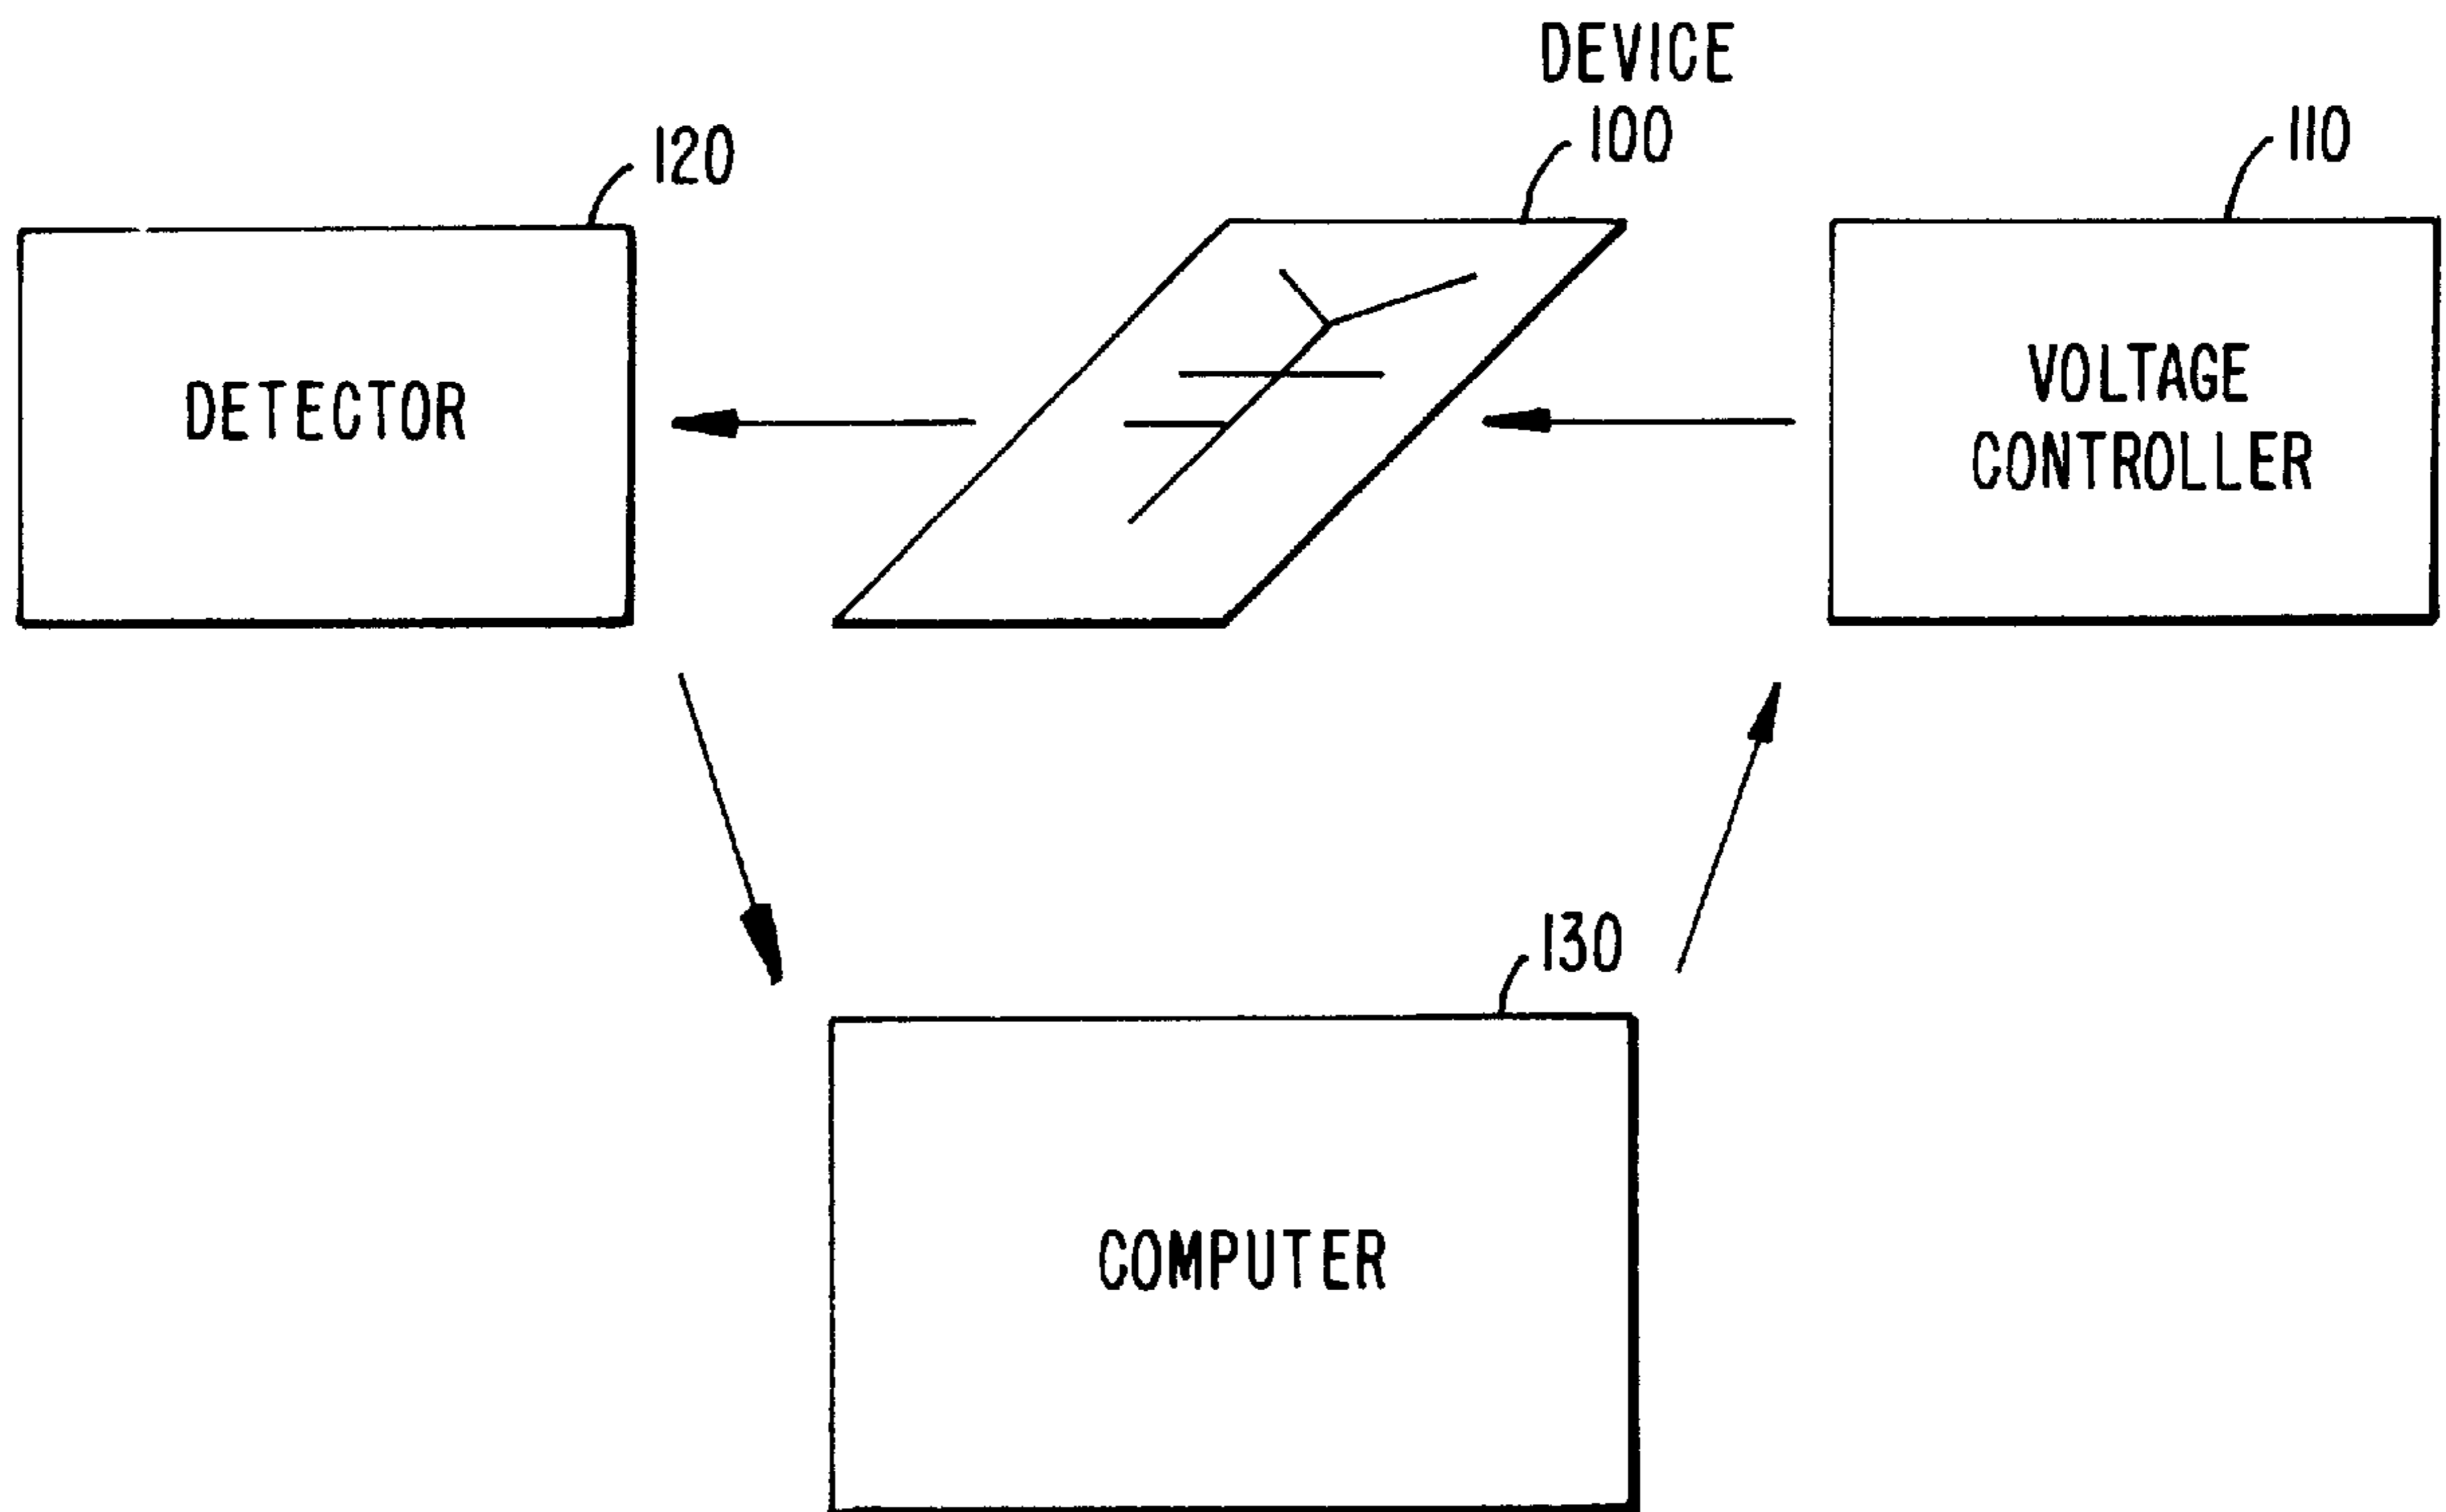 DEVICE
100
120
110
DETECTOR
VOLTAGE
CONTROLLER
130
COMPUTER